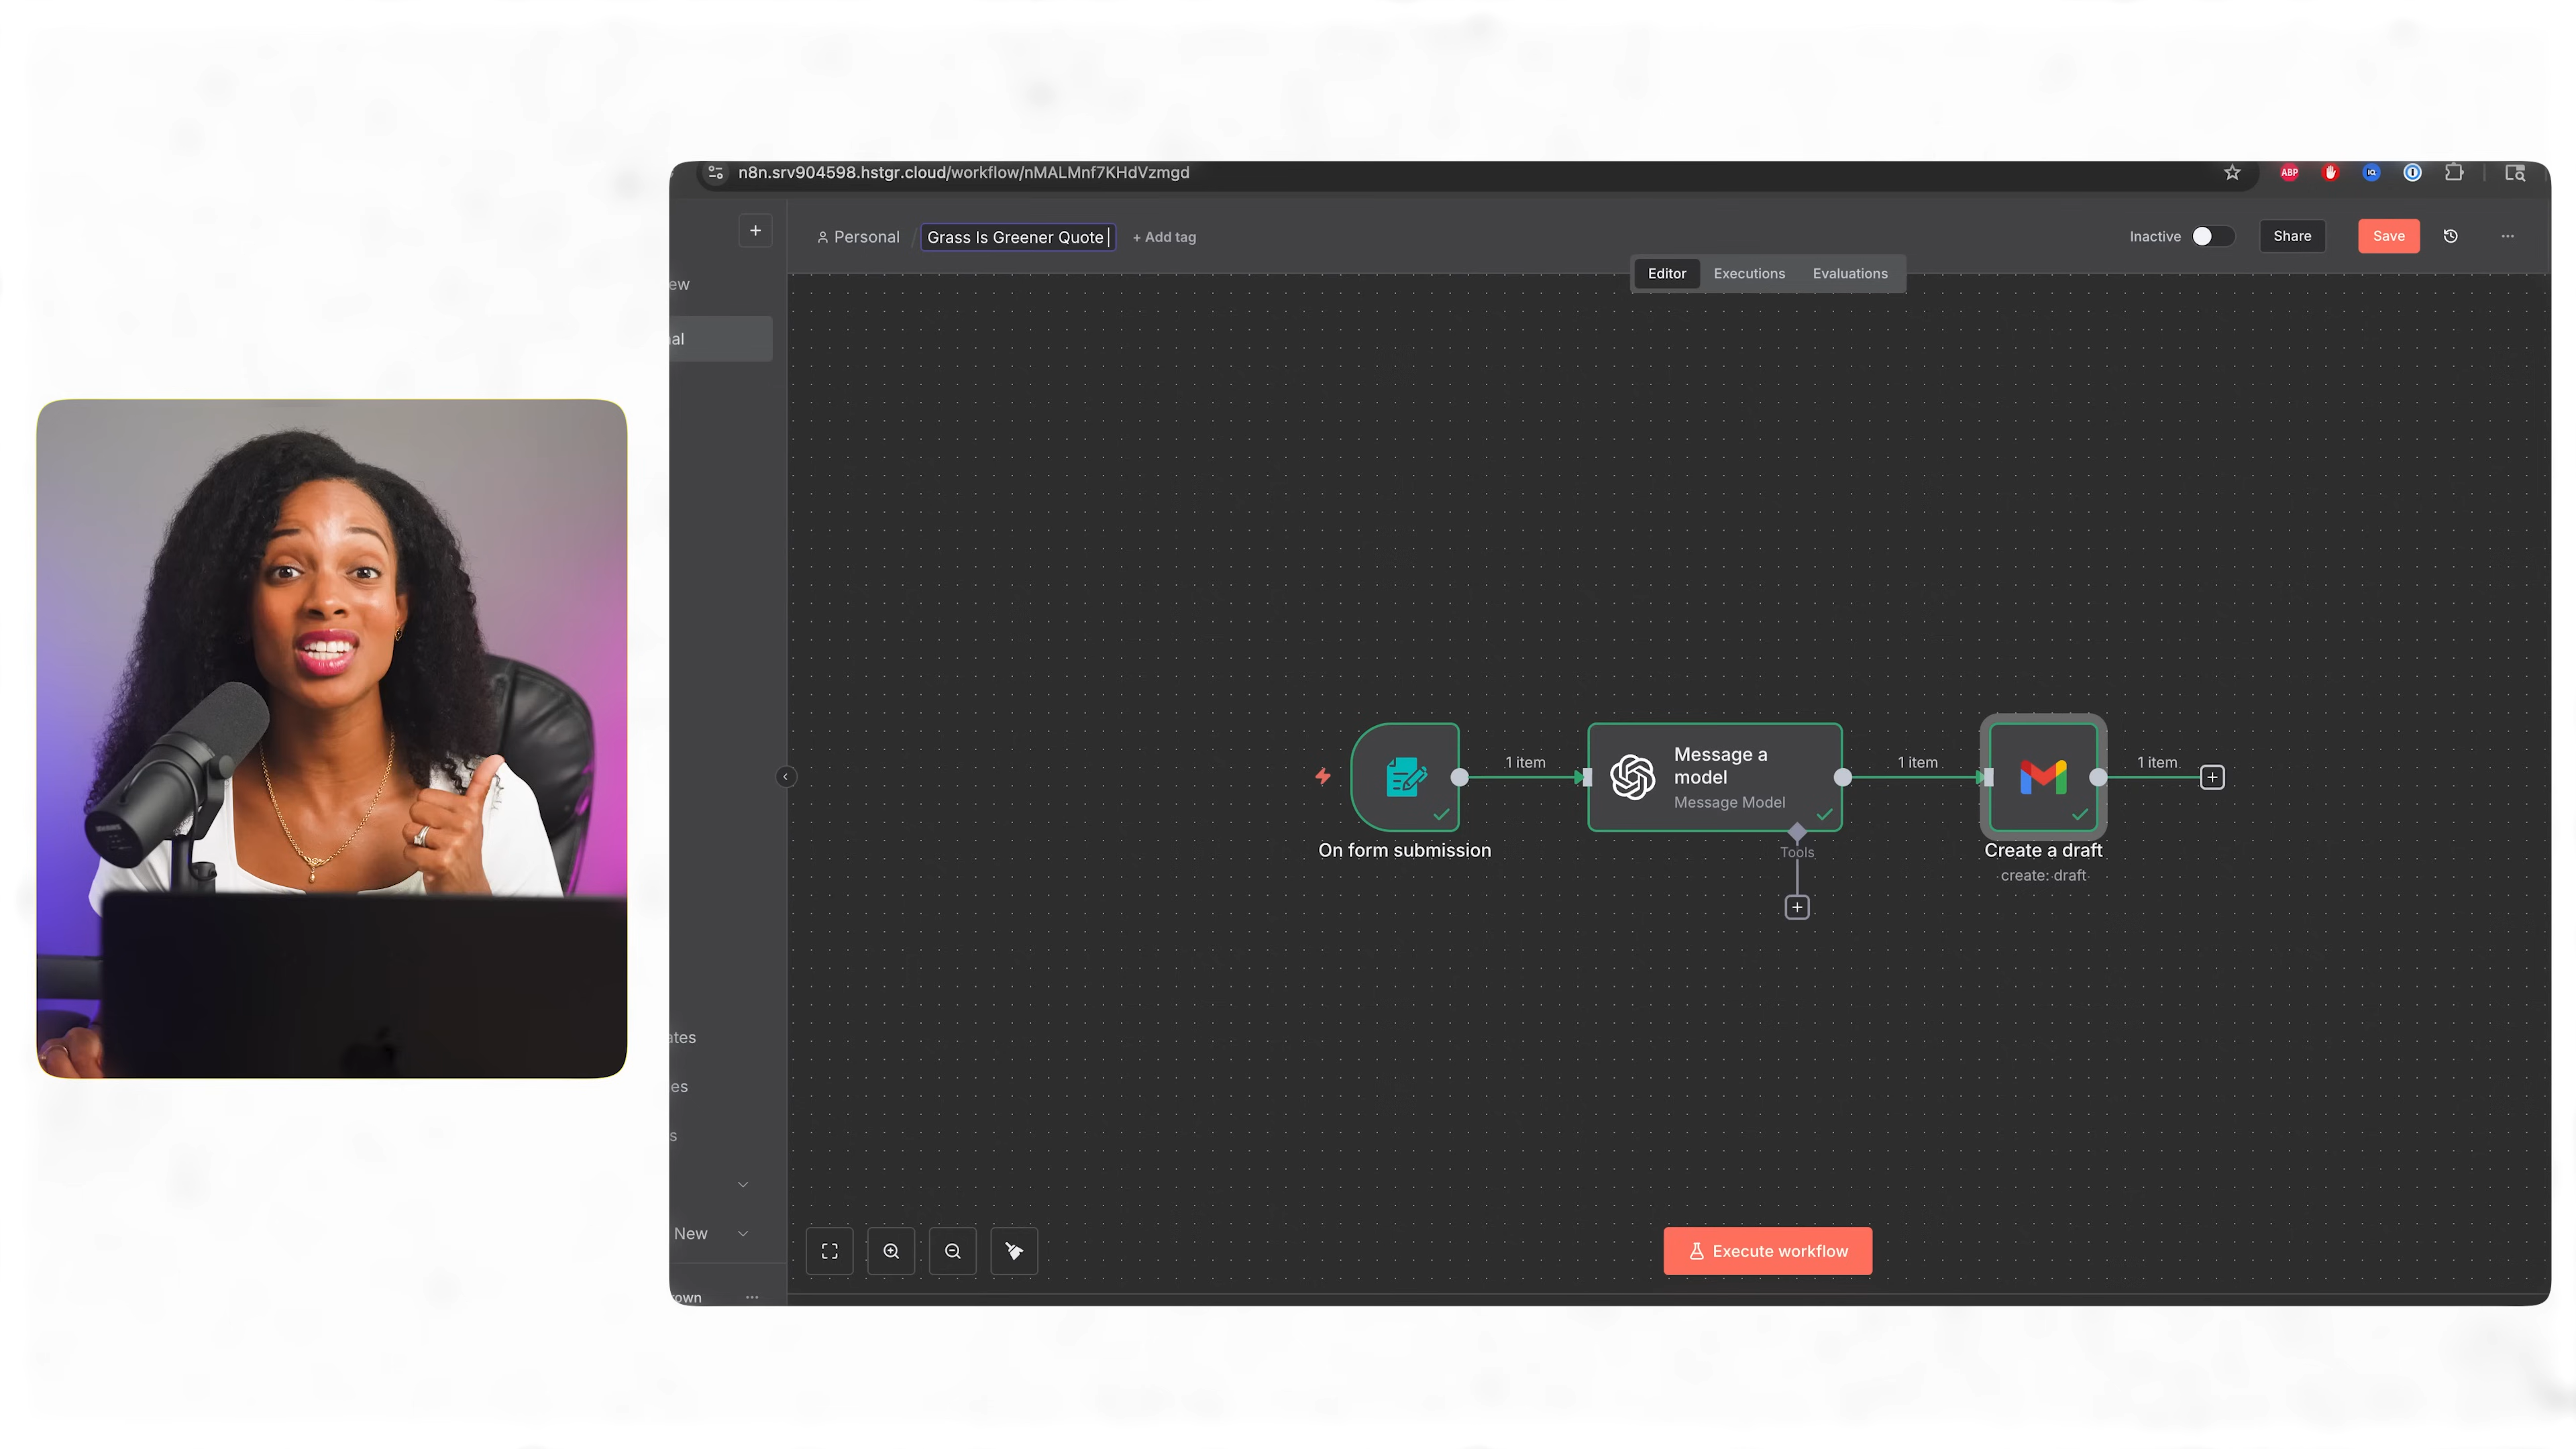 n8n.srv904598.hstgr.cloud/workflow/nMALMnf7KHdVzmgd
ABP
+
Personal / Grass Is Greener Quote
+ Add tag
Inactive
Share
Save
...
Editor
Executions
Evaluations
ew
al
1 item
Message a
model
Message Model
1 item
1 item
+
On form submission
Tools
Create a draft
create: draft
+
ates
es
s
New
Execute workflow
own
...